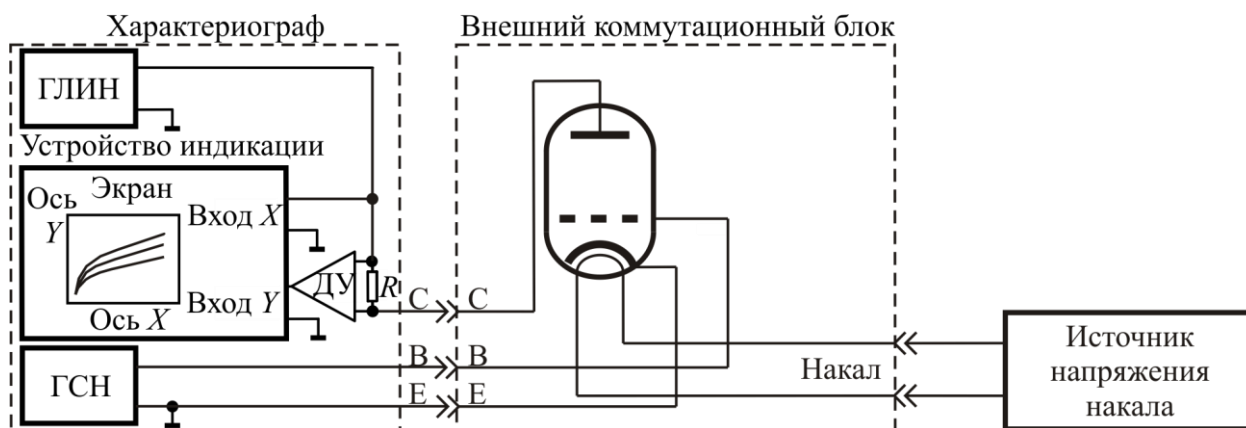 Характериограф
Внешний коммутационный блок
ГЛИН
Устройство индикации
Ось
Экран
Y
Вход X
ДУ
R
Вход Y
Ось X
C
C
ГСН
B
B
E
E
Накал
Источник
напряжения
накала